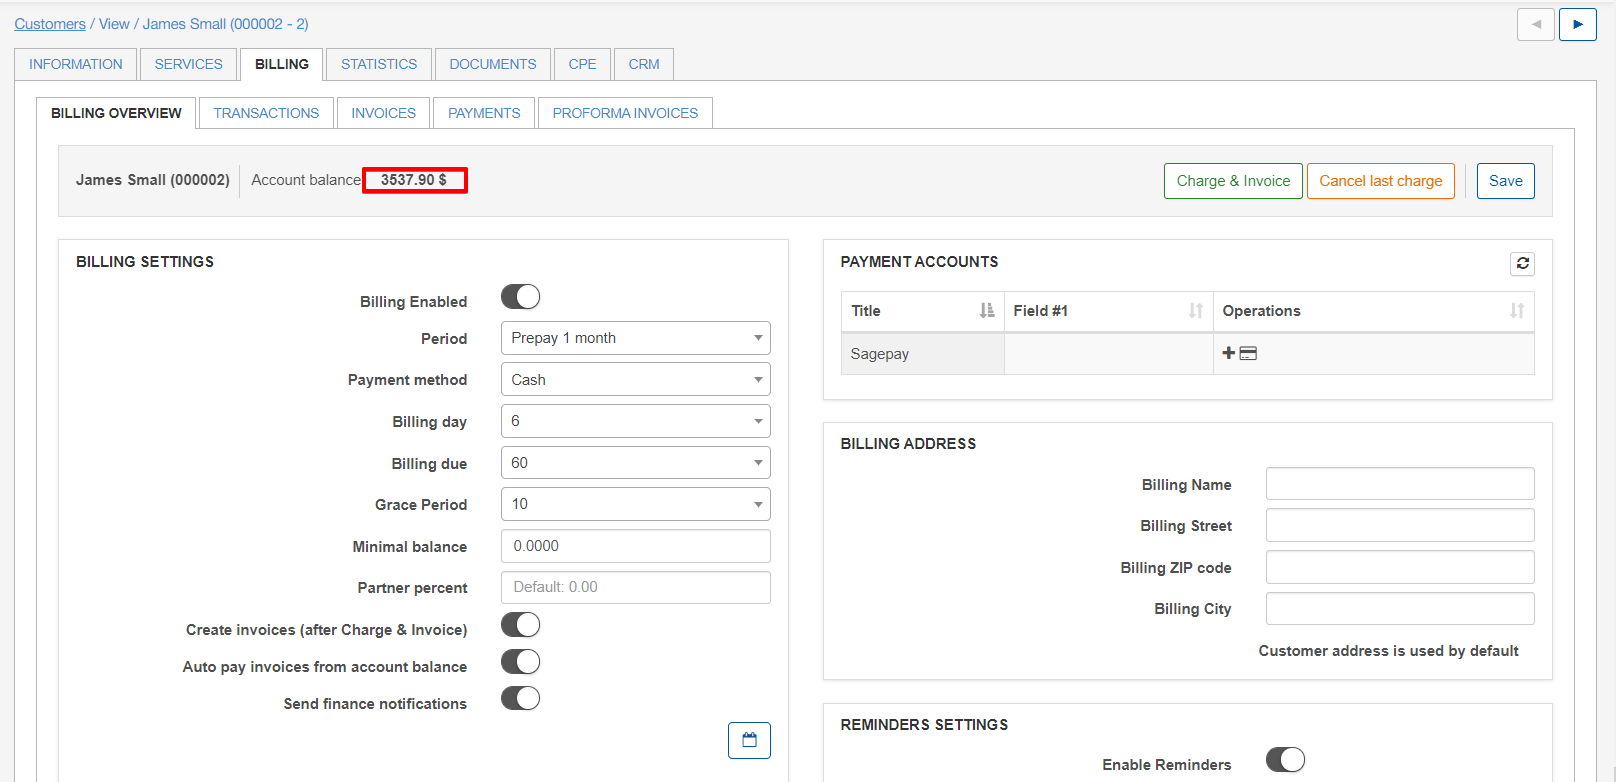 Customers / View / James Small (000002 - 2)
INFORMATION SERVICES BILLING STATISTICS DOCUMENTS CPE CRM
BILLING OVERVIEW TRANSACTIONS INVOICES PAYMENTS PROFORMA INVOICES
James Small (000002) Account balance 3537.90 $ Charge & Invoice Cancel last charge Save
BILLING SETTINGS
Billing Enabled
Period Prepay 1 month
Payment method Cash
Billing day 6
Billing due 60
Grace Period 10
Minimal balance 0.0000
Partner percent Default: 0.00
Create invoices (after Charge & Invoice)
Auto pay invoices from account balance
Send finance notifications
PAYMENT ACCOUNTS
Title Field #1 Operations
Sagepay
BILLING ADDRESS
Billing Name
Billing Street
Billing ZIP code
Billing City
Customer address is used by default
REMINDERS SETTINGS
Enable Reminders